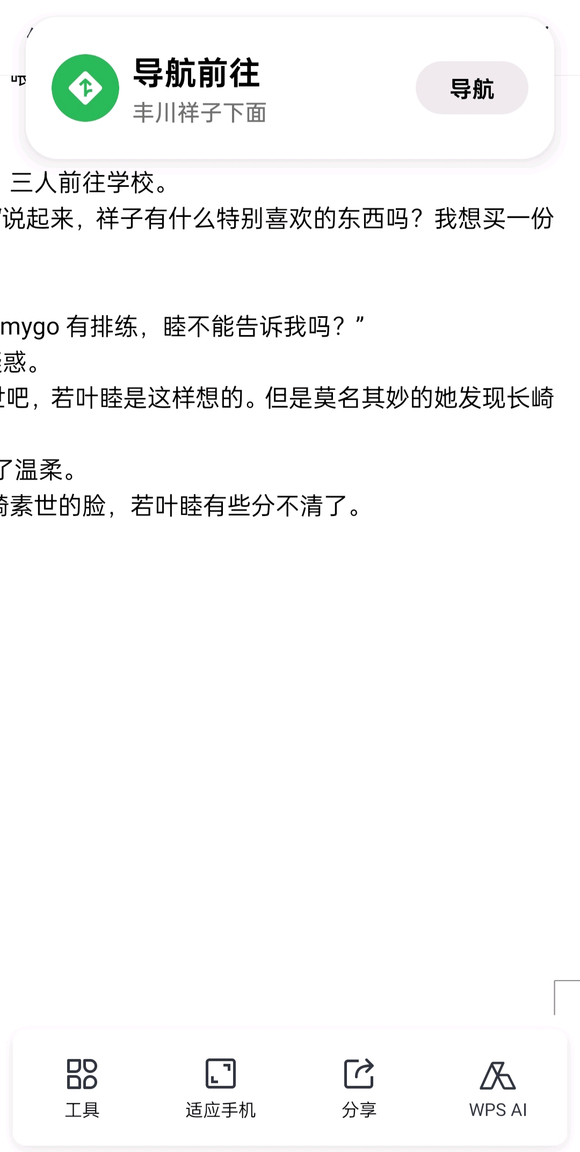 导航前往
丰川祥子下面
导航
三人前往学校。
说起来，祥子有什么特别喜欢的东西吗？我想买一份
mygo 有排练，睦不能告诉我吗？”
惑。
吧，若叶睦是这样想的。但是莫名其妙的她发现长崎
了温柔。
素世的脸，若叶睦有些分不清了。
工具
适应手机
分享
WPS AI